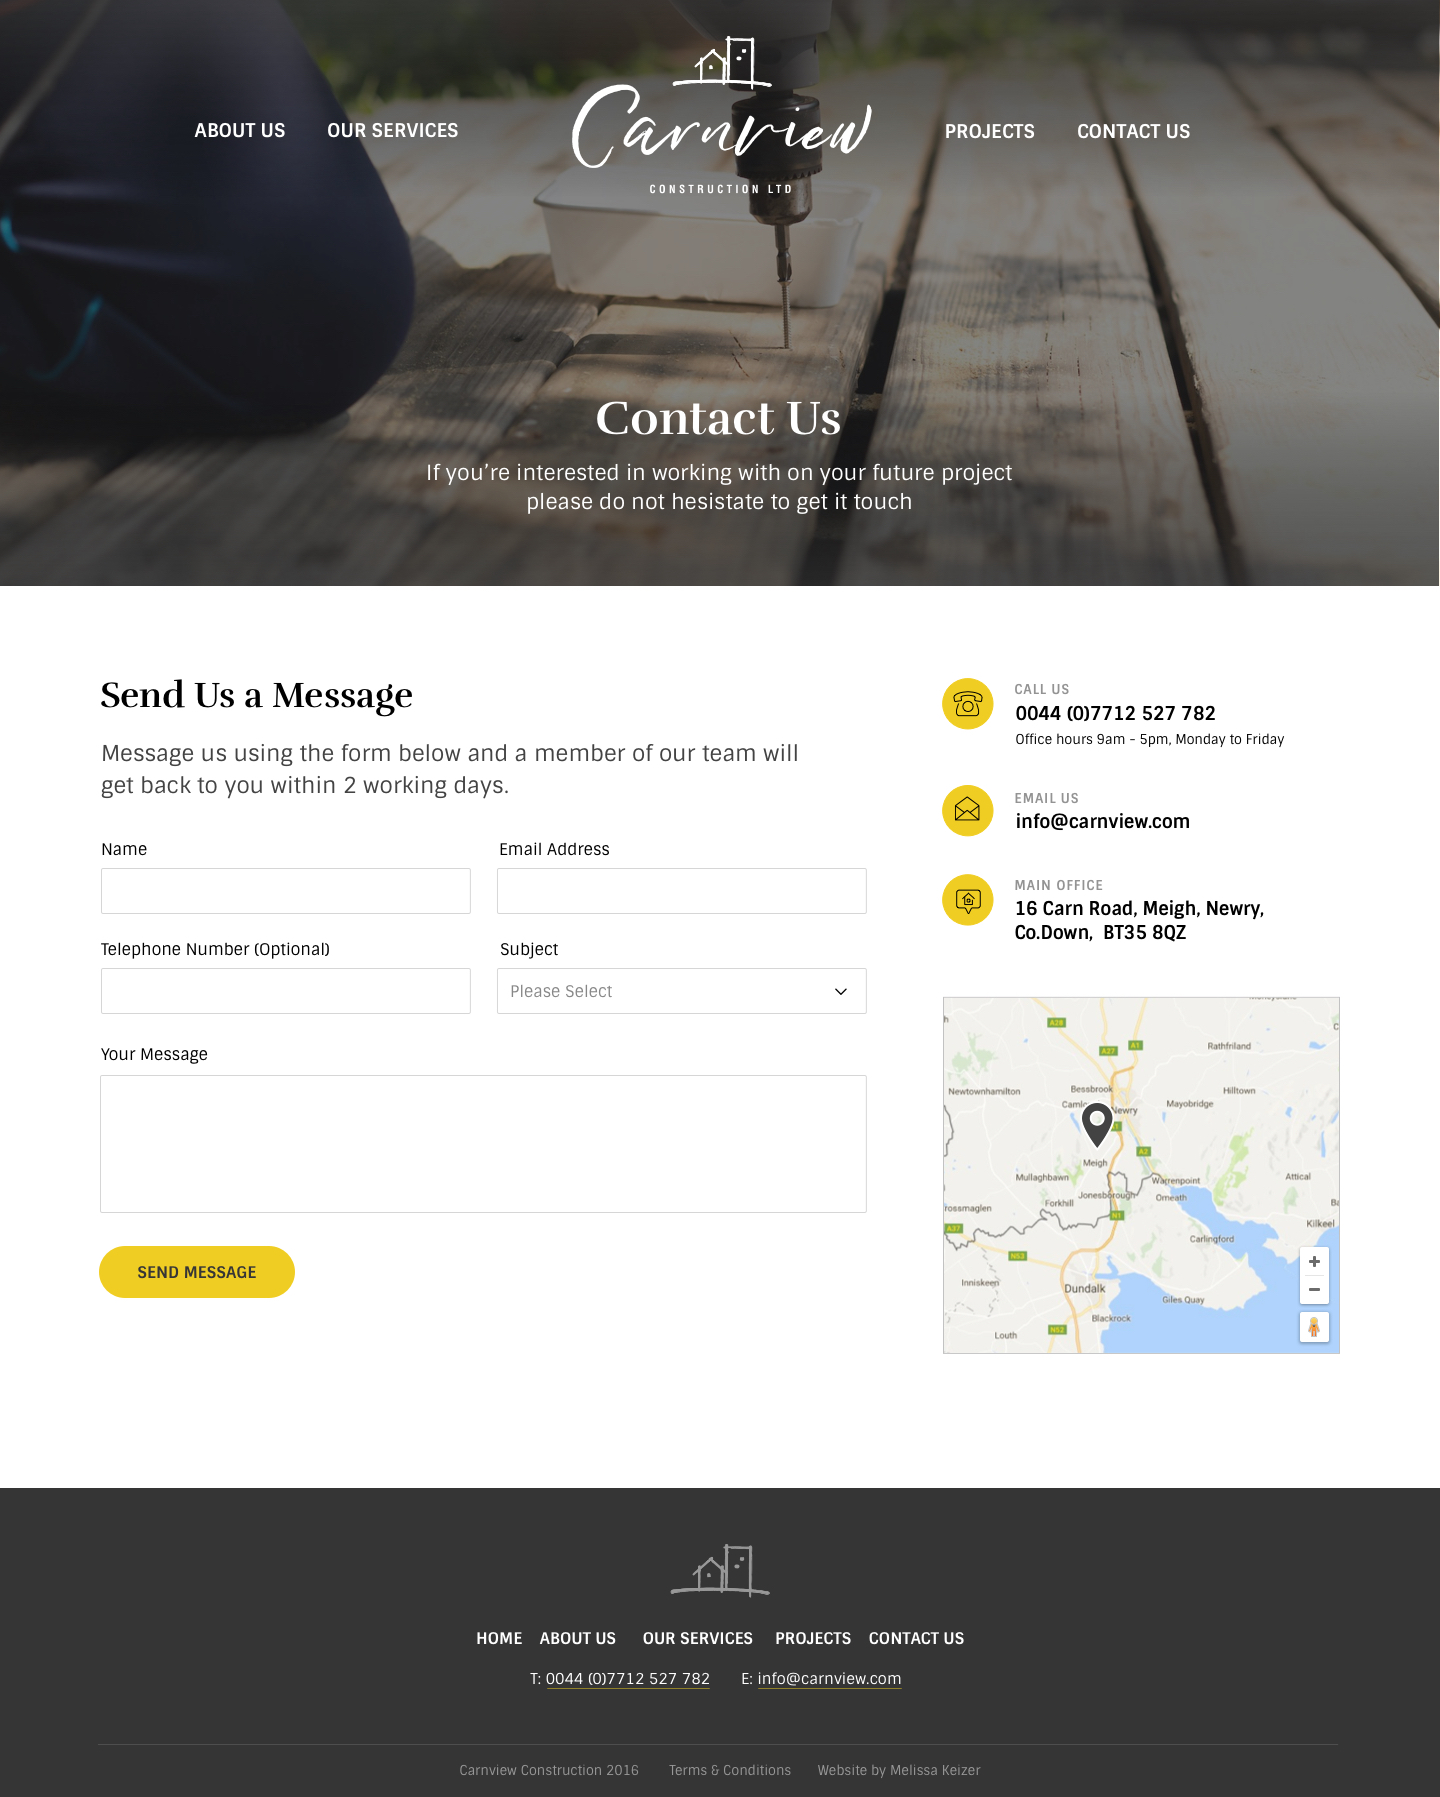 ABOUT US
OUR SERVICES
Carnview
CONSTRUCTION LTD
PROJECTS
CONTACT US
Contact Us
If you’re interested in working with on your future project
please do not hesistate to get it touch
Send Us a Message
Message us using the form below and a member of our team will
get back to you within 2 working days.
Name
Email Address
Telephone Number (Optional)
Subject
Please Select
Your Message
SEND MESSAGE
CALL US
0044 (0)7712 527 782
Office hours 9am - 5pm, Monday to Friday
EMAIL US
info@carnview.com
MAIN OFFICE
16 Carn Road, Meigh, Newry,
Co.Down,  BT35 8QZ
A28
A1
A27
Rathfriland
Newtownhamilton
Bessbrook
Hilltown
Newry
Mayobridge
A2
Meigh
Mullaghbawn
Warrenpoint
Attical
Jonesborough
Omeath
Forkhill
rossmaglen
N1
Kilkeel
A37
Carlingford
N53
Inniskeen
Dundalk
Giles Quay
Blackrock
N52
Louth
HOME ABOUT US OUR SERVICES PROJECTS CONTACT US
T: 0044 (0)7712 527 782 E: info@carnview.com
Carnview Construction 2016 Terms & Conditions Website by Melissa Keizer